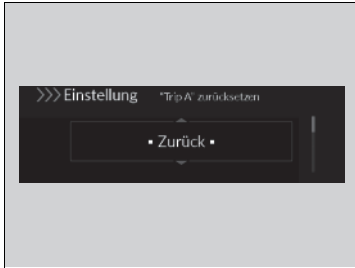 >>> Einstellung "Trip A" zurücksetzen
▪ Zurück ▪